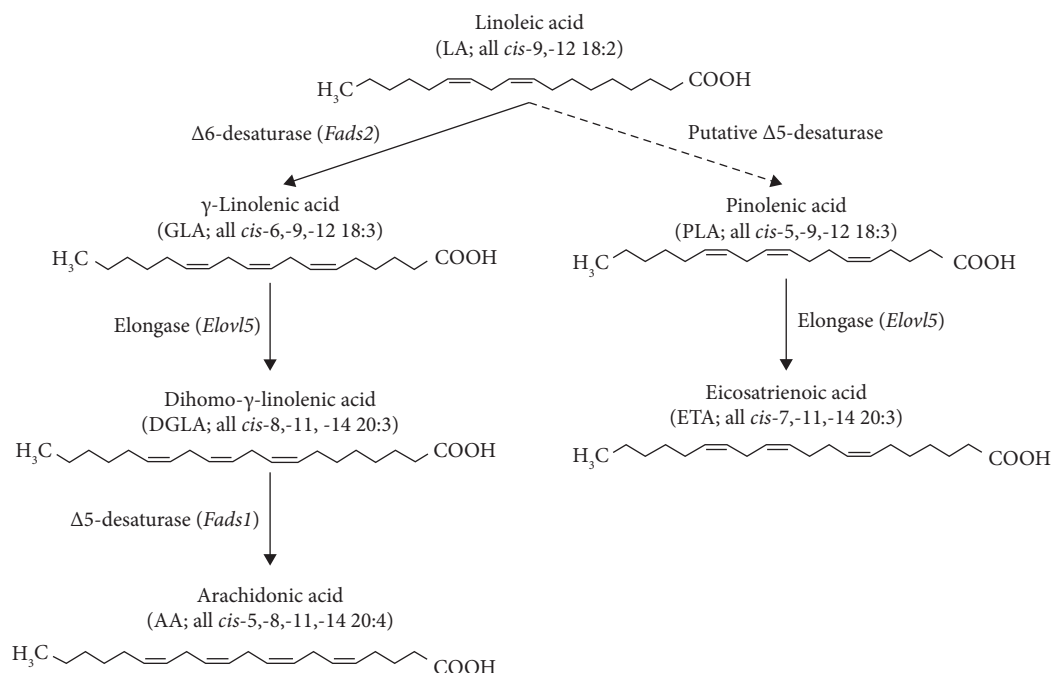 Linoleic acid
(LA; all cis-9,-12 18:2)
H₃C COOH
Δ6-desaturase (Fads2)
Putative Δ5-desaturase
γ-Linolenic acid
(GLA; all cis-6,-9,-12 18:3)
H₃C COOH
Pinolenic acid
(PLA; all cis-5,-9,-12 18:3)
H₃C COOH
Elongase (Elovl5)
Elongase (Elovl5)
Dihomo-γ-linolenic acid
(DGLA; all cis-8,-11, -14 20:3)
H₃C COOH
Eicosatrienoic acid
(ETA; all cis-7,-11,-14 20:3)
H₃C COOH
Δ5-desaturase (Fads1)
Arachidonic acid
(AA; all cis-5,-8,-11,-14 20:4)
H₃C COOH